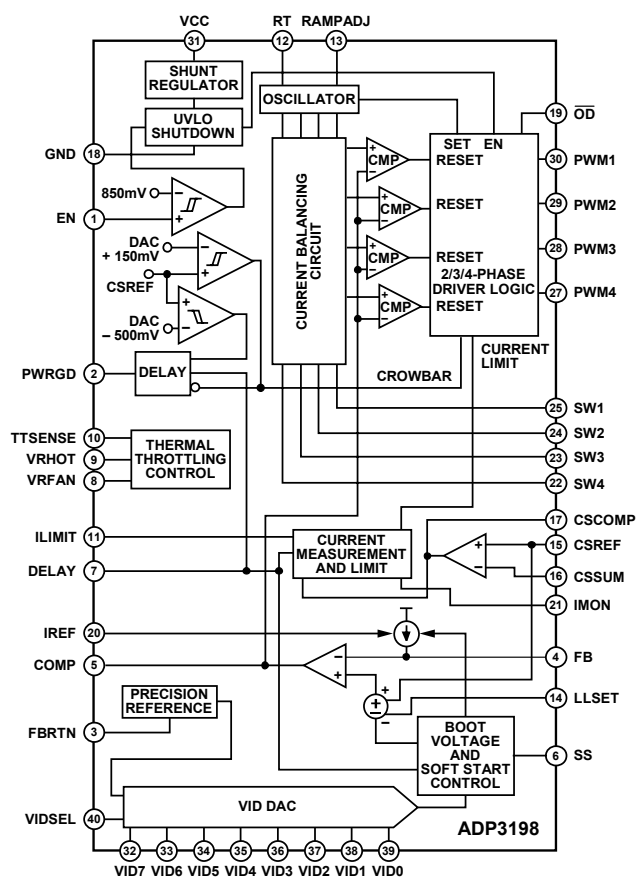 VCC
RT
RAMPADJ
31
12
13
SHUNT
REGULATOR
OSCILLATOR
UVLO
SHUTDOWN
GND
18
19
OD
SET EN
CMP
RESET
30
PWM1
850mV
−
+
EN
1
CMP
RESET
29
PWM2
DAC
+ 150mV
−
+
CSREF
CURRENT BALANCING
CIRCUIT
CMP
RESET
28
PWM3
2/3/4-PHASE
DRIVER LOGIC
CMP
RESET
27
PWM4
+
−
DAC
− 500mV
CURRENT
LIMIT
PWRGD
2
DELAY
CROWBAR
25
SW1
TTSENSE
10
24
SW2
VRHOT
9
THERMAL
THROTTLING
CONTROL
23
SW3
VRFAN
8
22
SW4
17
CSCOMP
ILIMIT
11
CURRENT
MEASUREMENT
AND LIMIT
+
−
15
CSREF
DELAY
7
16
CSSUM
21
IMON
IREF
20
COMP
5
−
+
4
FB
+
+
−
−
14
LLSET
PRECISION
REFERENCE
FBRTN
3
BOOT
VOLTAGE
AND
SOFT START
CONTROL
6
SS
VID DAC
VIDSEL
40
ADP3198
32
33
34
35
36
37
38
39
VID7
VID6
VID5
VID4
VID3
VID2
VID1
VID0